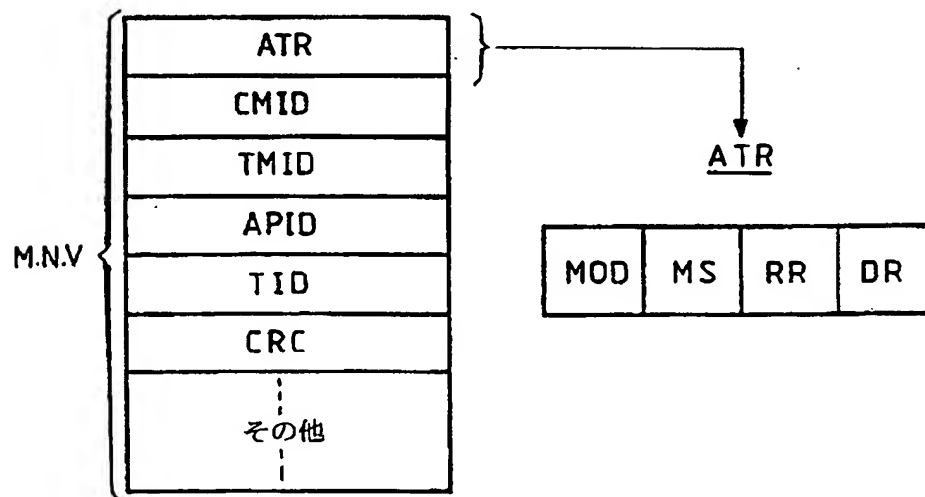 M.N.V
ATR
CMID
TMID
APID
TID
CRC
その他
ATR
MOD MS RR DR